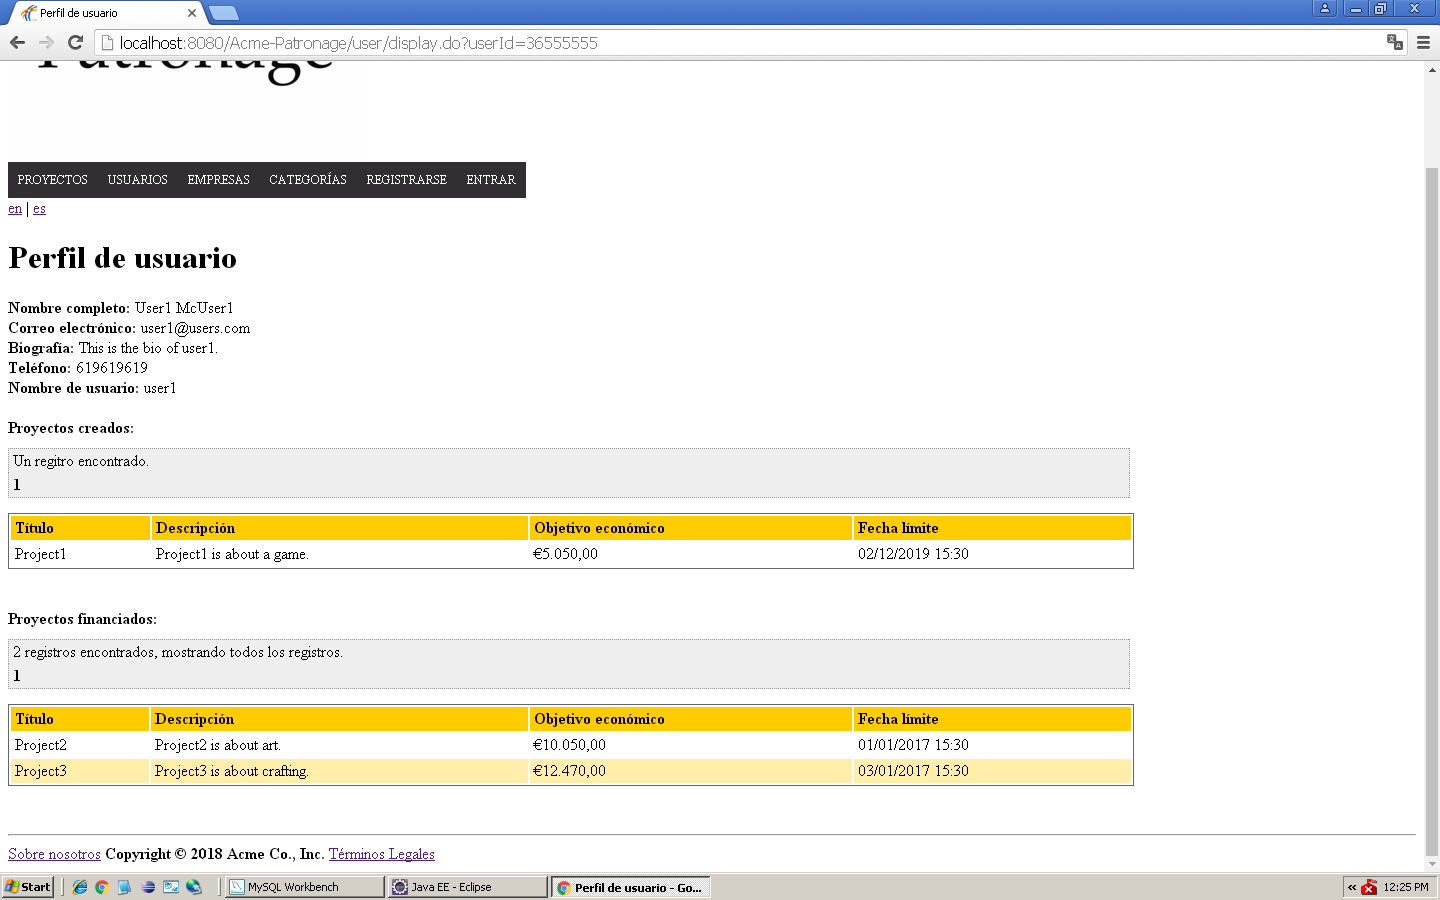 Perfil de usuario
localhost:8080/Acme-Patronage/user/display.do?userId=36555555
Patronage
PROYECTOS USUARIOS EMPRESAS CATEGORÍAS REGISTRARSE ENTRAR
en | es
Perfil de usuario
Nombre completo: User1 McUser1
Correo electrónico: user1@users.com
Biografía: This is the bio of user1.
Teléfono: 619619619
Nombre de usuario: user1
Proyectos creados:
Un regitro encontrado.
1
Título Descripción Objetivo económico Fecha límite
Project1 Project1 is about a game. €5.050,00 02/12/2019 15:30
Proyectos financiados:
2 registros encontrados, mostrando todos los registros.
1
Título Descripción Objetivo económico Fecha límite
Project2 Project2 is about art. €10.050,00 01/01/2017 15:30
Project3 Project3 is about crafting. €12.470,00 03/01/2017 15:30
Sobre nosotros Copyright © 2018 Acme Co., Inc. Términos Legales
Start MySQL Workbench Java EE - Eclipse Perfil de usuario - Go... « 12:25 PM